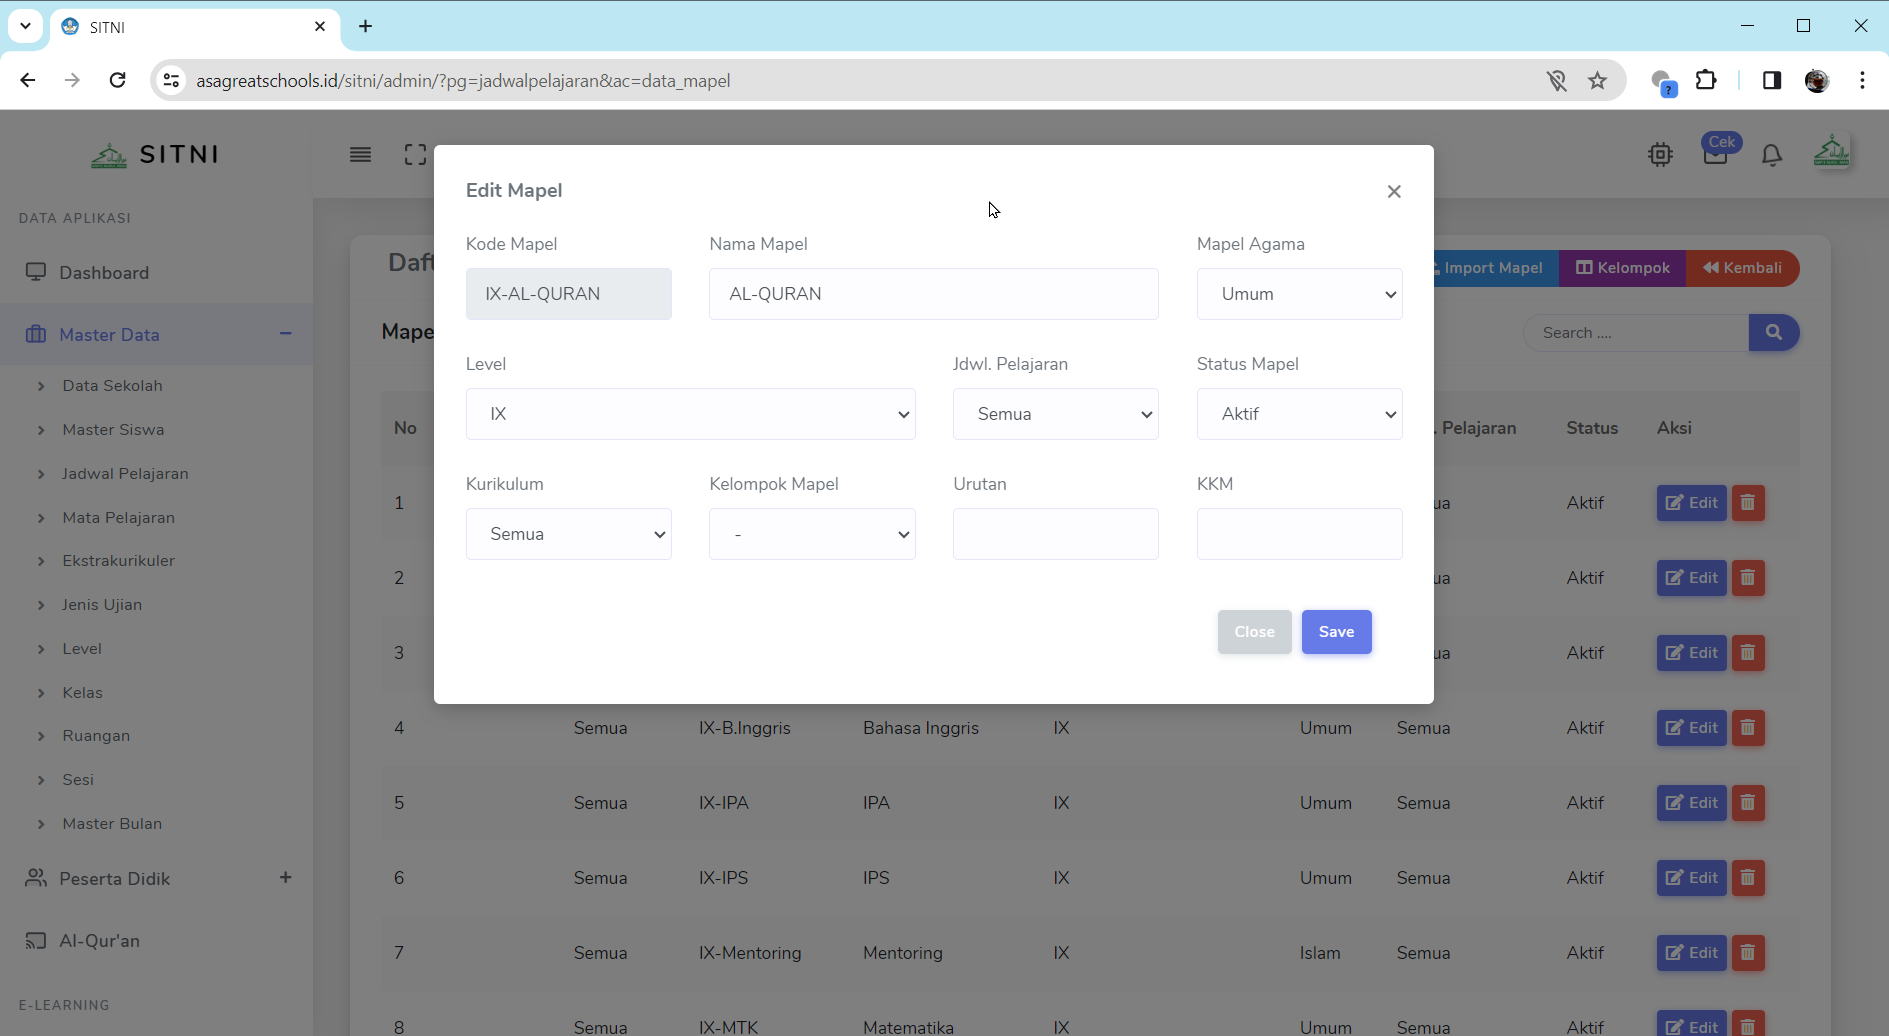 SITNI
asagreatschools.id/sitni/admin/?pg=jadwalpelajaran&ac=data_mapel
?
SITNI
Cek
DATA APLIKASI
Dashboard
Master Data
Data Sekolah
Master Siswa
Jadwal Pelajaran
Mata Pelajaran
Ekstrakurikuler
Jenis Ujian
Level
Kelas
Ruangan
Sesi
Master Bulan
Peserta Didik
Al-Qur'an
E-LEARNING
Import Mapel Kelompok Kembali
Search ....
Edit Mapel
Kode Mapel Nama Mapel Mapel Agama
IX-AL-QURAN AL-QURAN Umum
Level Jdwl. Pelajaran Status Mapel
IX Semua Aktif
Kurikulum Kelompok Mapel Urutan KKM
Semua -
Close Save
No Pelajaran Status Aksi
1 Aktif Edit
2 Aktif Edit
3 Aktif Edit
4 Semua IX-B.Inggris Bahasa Inggris IX Umum Semua Aktif Edit
5 Semua IX-IPA IPA IX Umum Semua Aktif Edit
6 Semua IX-IPS IPS IX Umum Semua Aktif Edit
7 Semua IX-Mentoring Mentoring IX Islam Semua Aktif Edit
8 Semua IX-MTK Matematika IX Umum Semua Aktif Edit